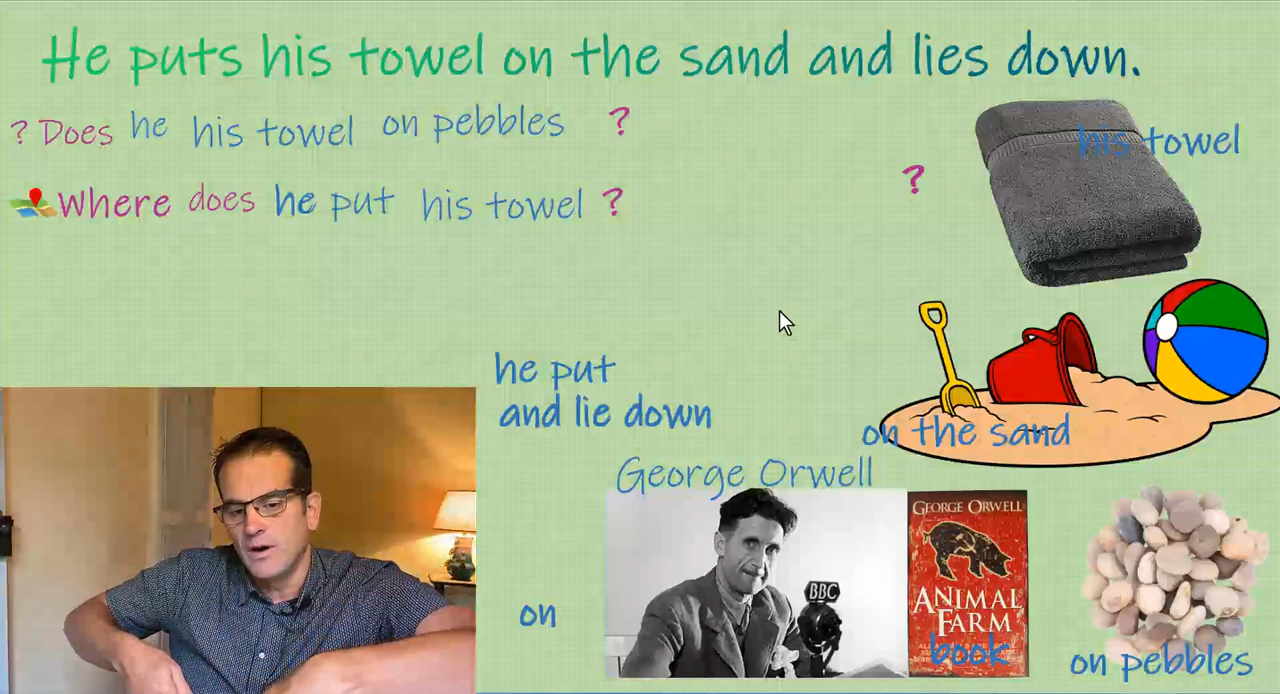 He puts his towel on the sand and lies down.
? Does he his towel on pebbles ?
Where does he put his towel ?
?
his towel
he put
and lie down
on the sand
George Orwell
GEORGE ORWELL
BBC
ANIMAL
FARM
book
on
on pebbles